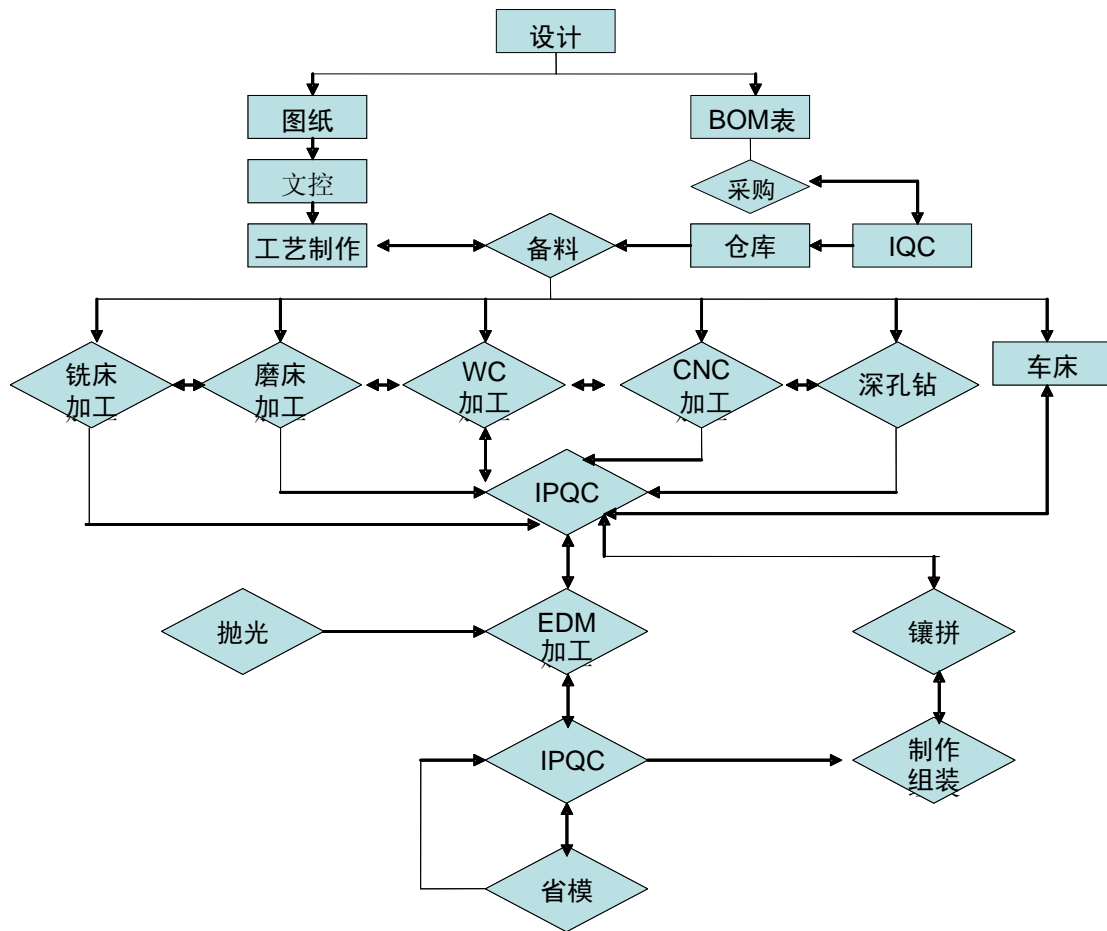 设计
图纸
BOM表
文控
采购
工艺制作
备料
仓库
IQC
铣床
加工
磨床
加工
WC
加工
CNC
加工
深孔钻
车床
IPQC
抛光
EDM
加工
镶拼
IPQC
制作
组装
省模